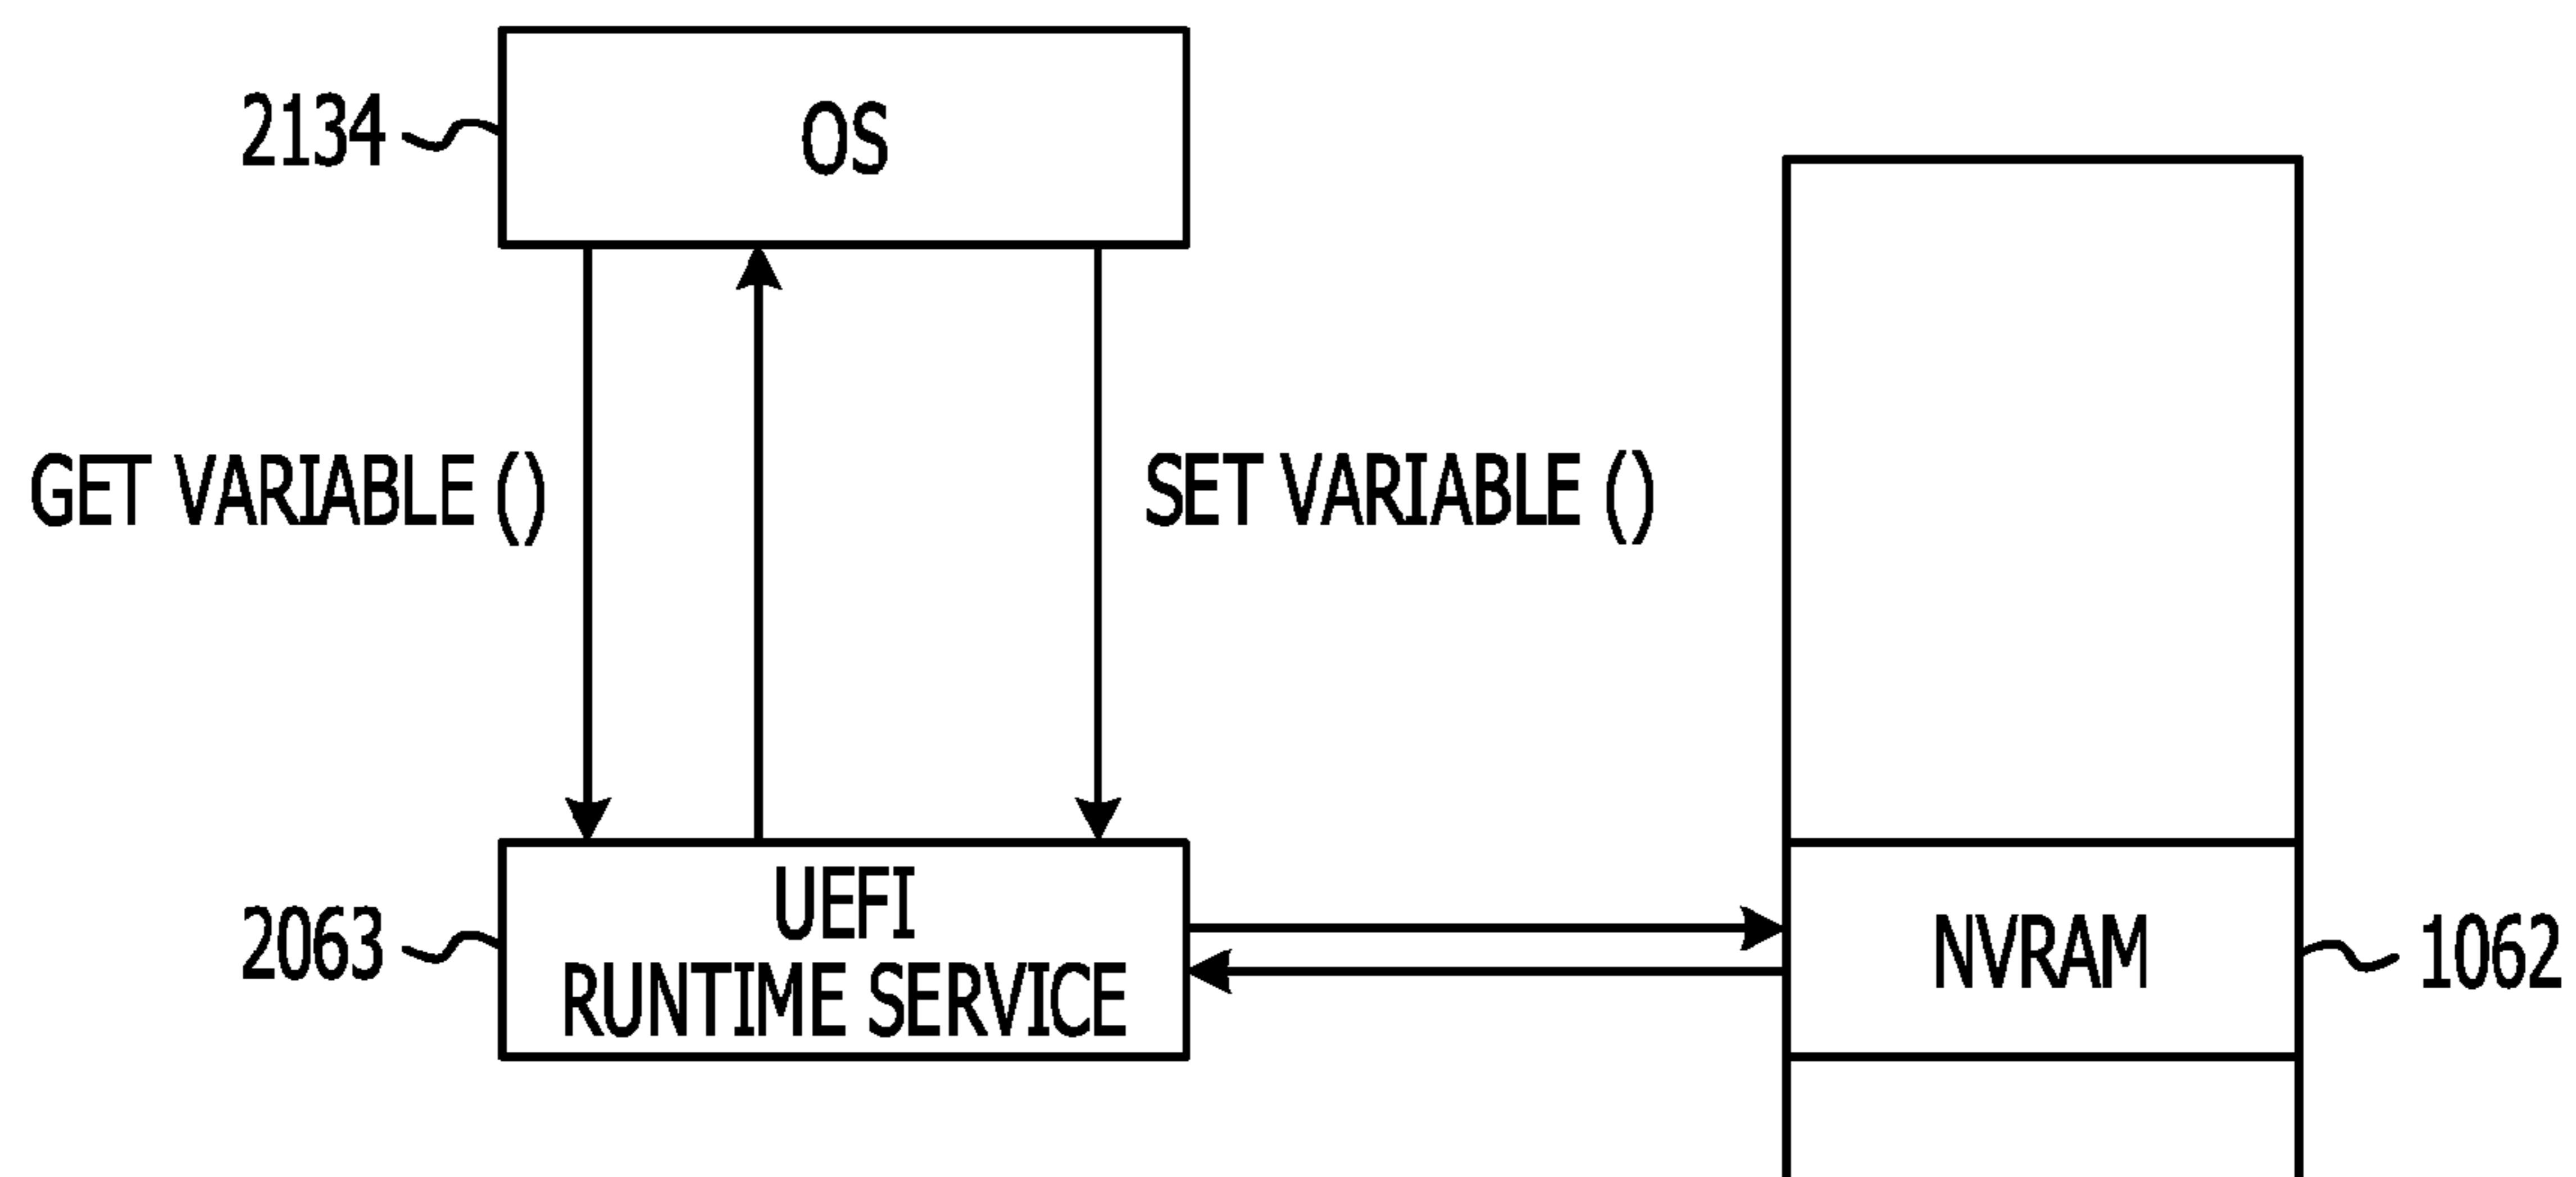 2134
OS
GET VARIABLE ()
SET VARIABLE ()
2063
UEFI
RUNTIME SERVICE
NVRAM
1062